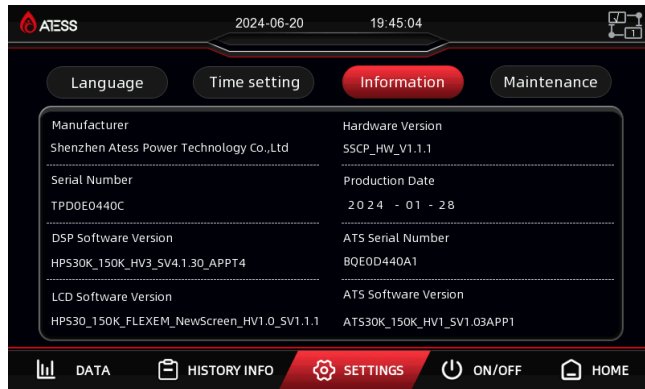 ATESS 2024-06-20 19:45:04
1
Language Time setting Information Maintenance
Manufacturer
Shenzhen Atess Power Technology Co.,Ltd
Hardware Version
SSCP_HW_V1.1.1
Serial Number
TPD0E0440C
Production Date
2024 - 01 - 28
DSP Software Version
HPS30K_150K_HV3_SV4.1.30_APPT4
ATS Serial Number
BQE0D440A1
LCD Software Version
HPS30_150K_FLEXEM_NewScreen_HV1.0_SV1.1.1
ATS Software Version
ATS30K_150K_HV1_SV1.03APP1
DATA HISTORY INFO SETTINGS ON/OFF HOME